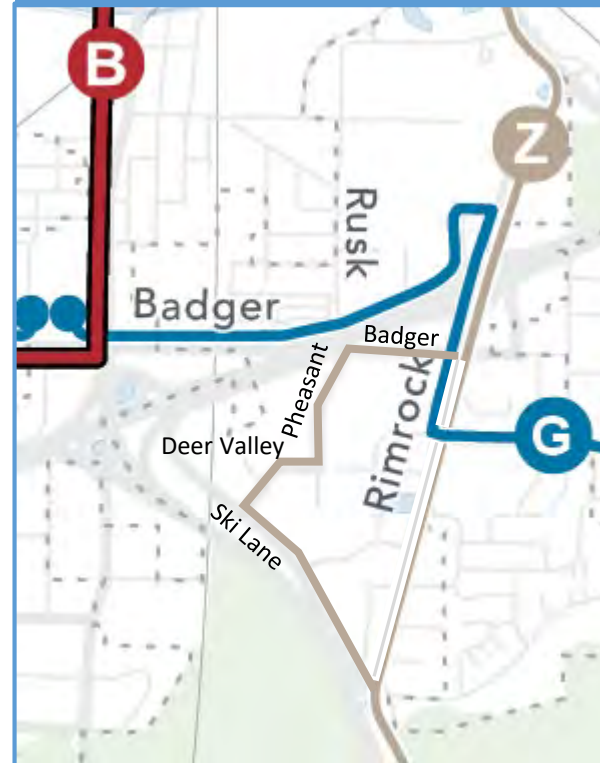 B
Z
Rusk
Badger
Badger
Pheasant
Rimrock
Deer Valley
G
Ski Lane